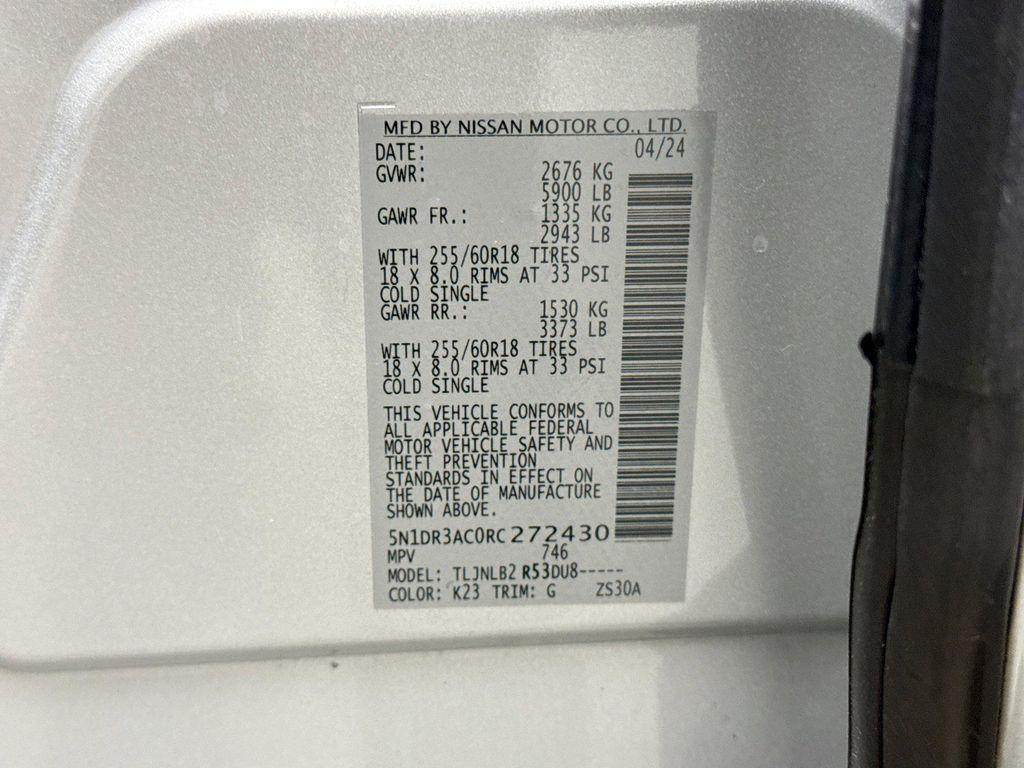 MFD BY NISSAN MOTOR CO., LTD.
DATE: 04/24
GVWR: 2676 KG
5900 LB
GAWR FR.: 1335 KG
2943 LB
WITH 255/60R18 TIRES
18 X 8.0 RIMS AT 33 PSI
COLD SINGLE
GAWR RR.: 1530 KG
3373 LB
WITH 255/60R18 TIRES
18 X 8.0 RIMS AT 33 PSI
COLD SINGLE
THIS VEHICLE CONFORMS TO
ALL APPLICABLE FEDERAL
MOTOR VEHICLE SAFETY AND
THEFT PREVENTION
STANDARDS IN EFFECT ON
THE DATE OF MANUFACTURE
SHOWN ABOVE.
5N1DR3AC0RC272430
MPV 746
MODEL: TLJNLB2 R53DU8-----
COLOR: K23 TRIM: G ZS30A